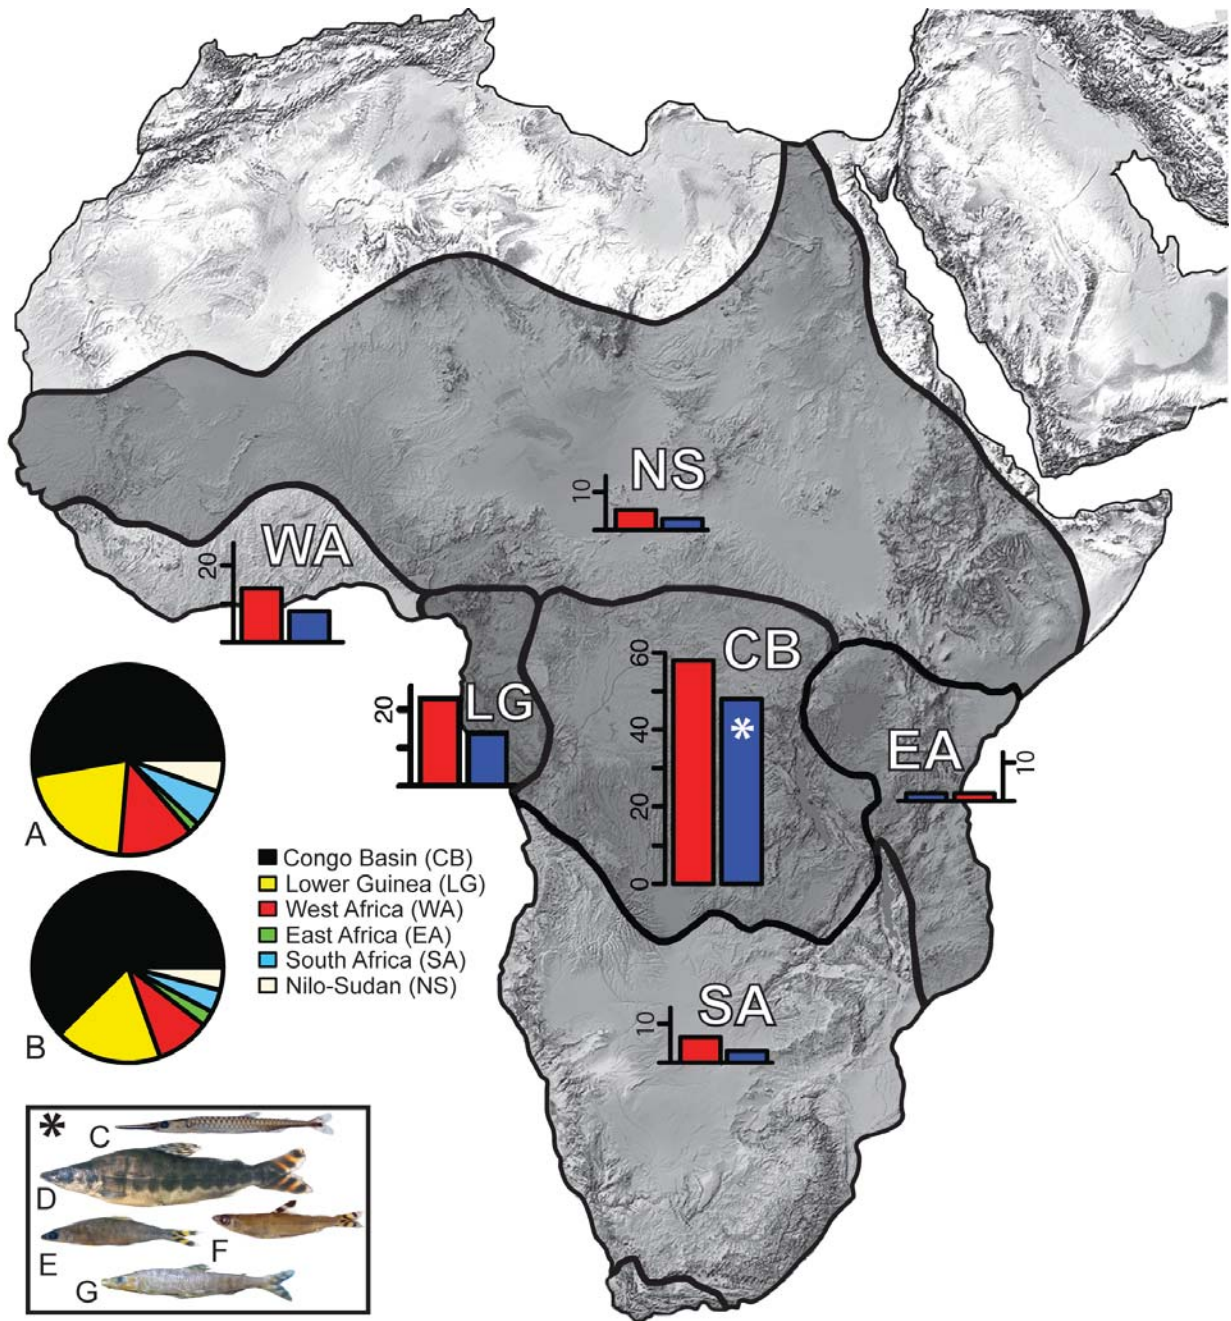 NS
10
WA
20
CB
60
40
20
0
LG
20
EA
10
A
Congo Basin (CB)
Lower Guinea (LG)
West Africa (WA)
East Africa (EA)
South Africa (SA)
Nilo-Sudan (NS)
B
SA
10
*
* C
D
E
F
G